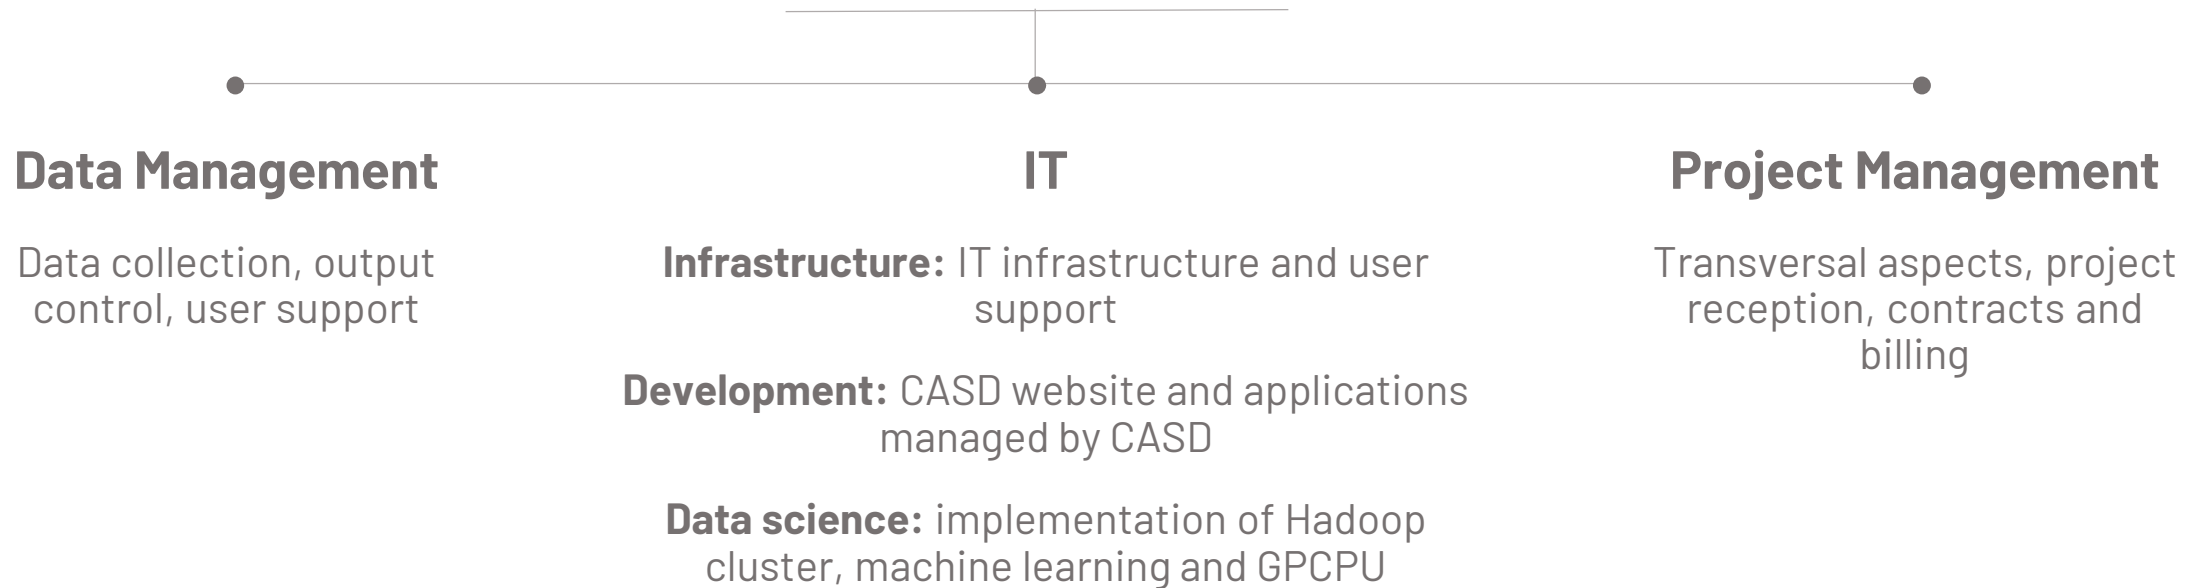 Data Management
Data collection, output
control, user support
IT
Infrastructure: IT infrastructure and user
support
Development: CASD website and applications
managed by CASD
Data science: implementation of Hadoop
cluster, machine learning and GPCPU
Project Management
Transversal aspects, project
reception, contracts and
billing